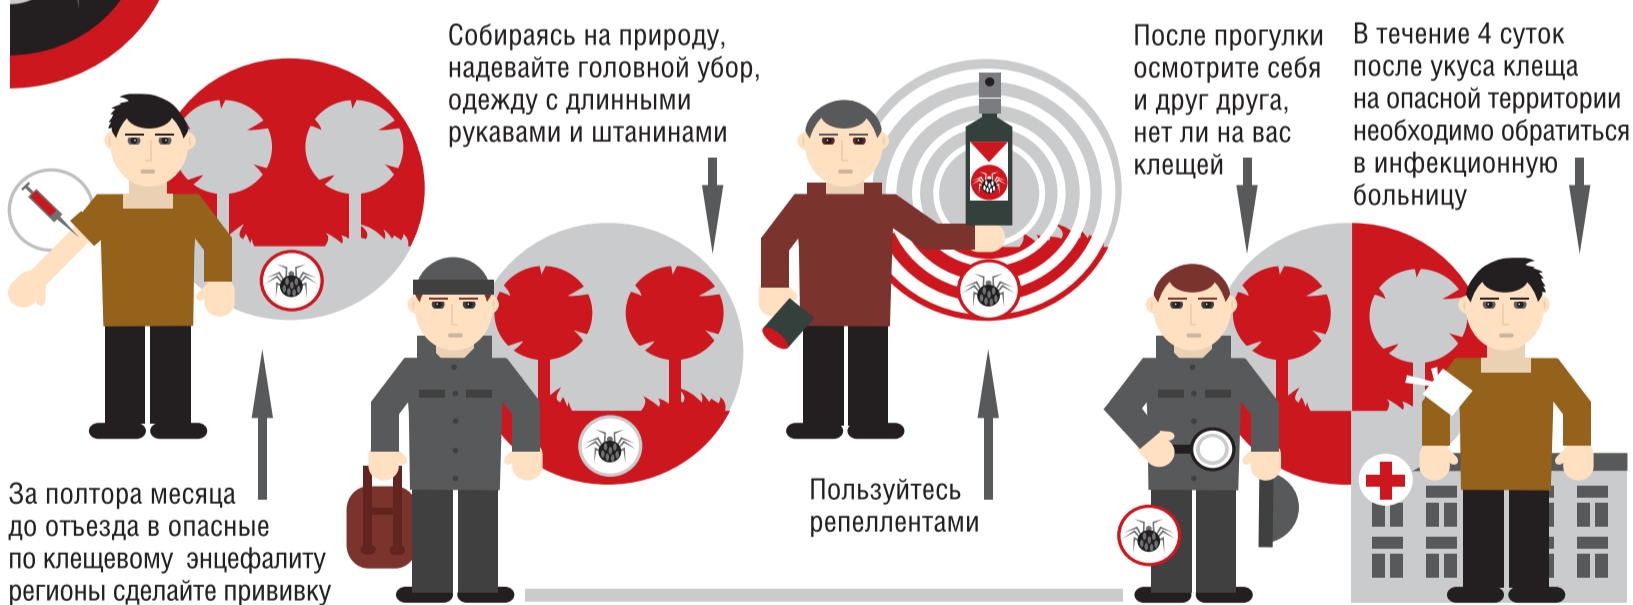 За полтора месяца
до отъезда в опасные
по клещевому энцефалиту
регионы сделайте прививку
Собираясь на природу,
надевайте головной убор,
одежду с длинными
рукавами и штанинами
Пользуйтесь
репеллентами
После прогулки
осмотрите себя
и друг друга,
нет ли на вас
клещей
В течение 4 суток
после укуса клеща
на опасной территории
необходимо обратиться
в инфекционную
больницу